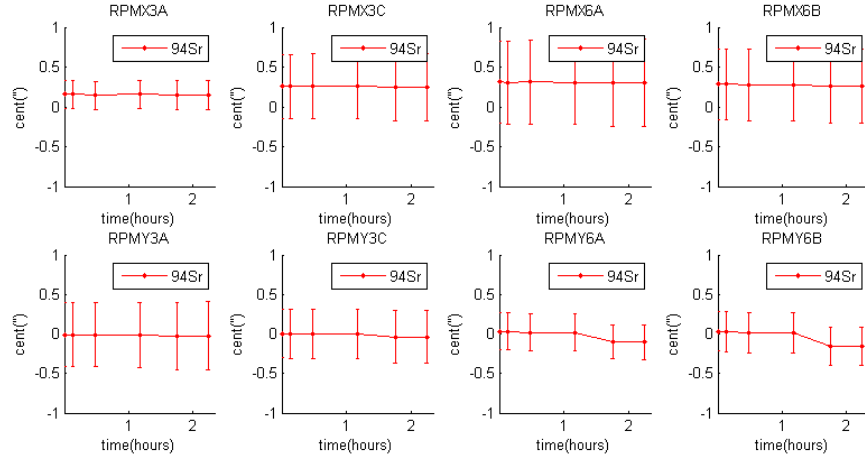 RPMX3A RPMX3C RPMX6A RPMX6B
1 1 1 1
94Sr 94Sr 94Sr 94Sr
0.5 0.5 0.5 0.5
cent(") cent(") cent(") cent(")
0 0 0 0
-0.5 -0.5 -0.5 -0.5
-1 -1 -1 -1
1 2 1 2 1 2 1 2
time(hours) time(hours) time(hours) time(hours)
RPMY3A RPMY3C RPMY6A RPMY6B
1 1 1 1
94Sr 94Sr 94Sr 94Sr
0.5 0.5 0.5 0.5
cent(") cent(") cent(") cent(")
0 0 0 0
-0.5 -0.5 -0.5 -0.5
-1 -1 -1 -1
1 2 1 2 1 2 1 2
time(hours) time(hours) time(hours) time(hours)